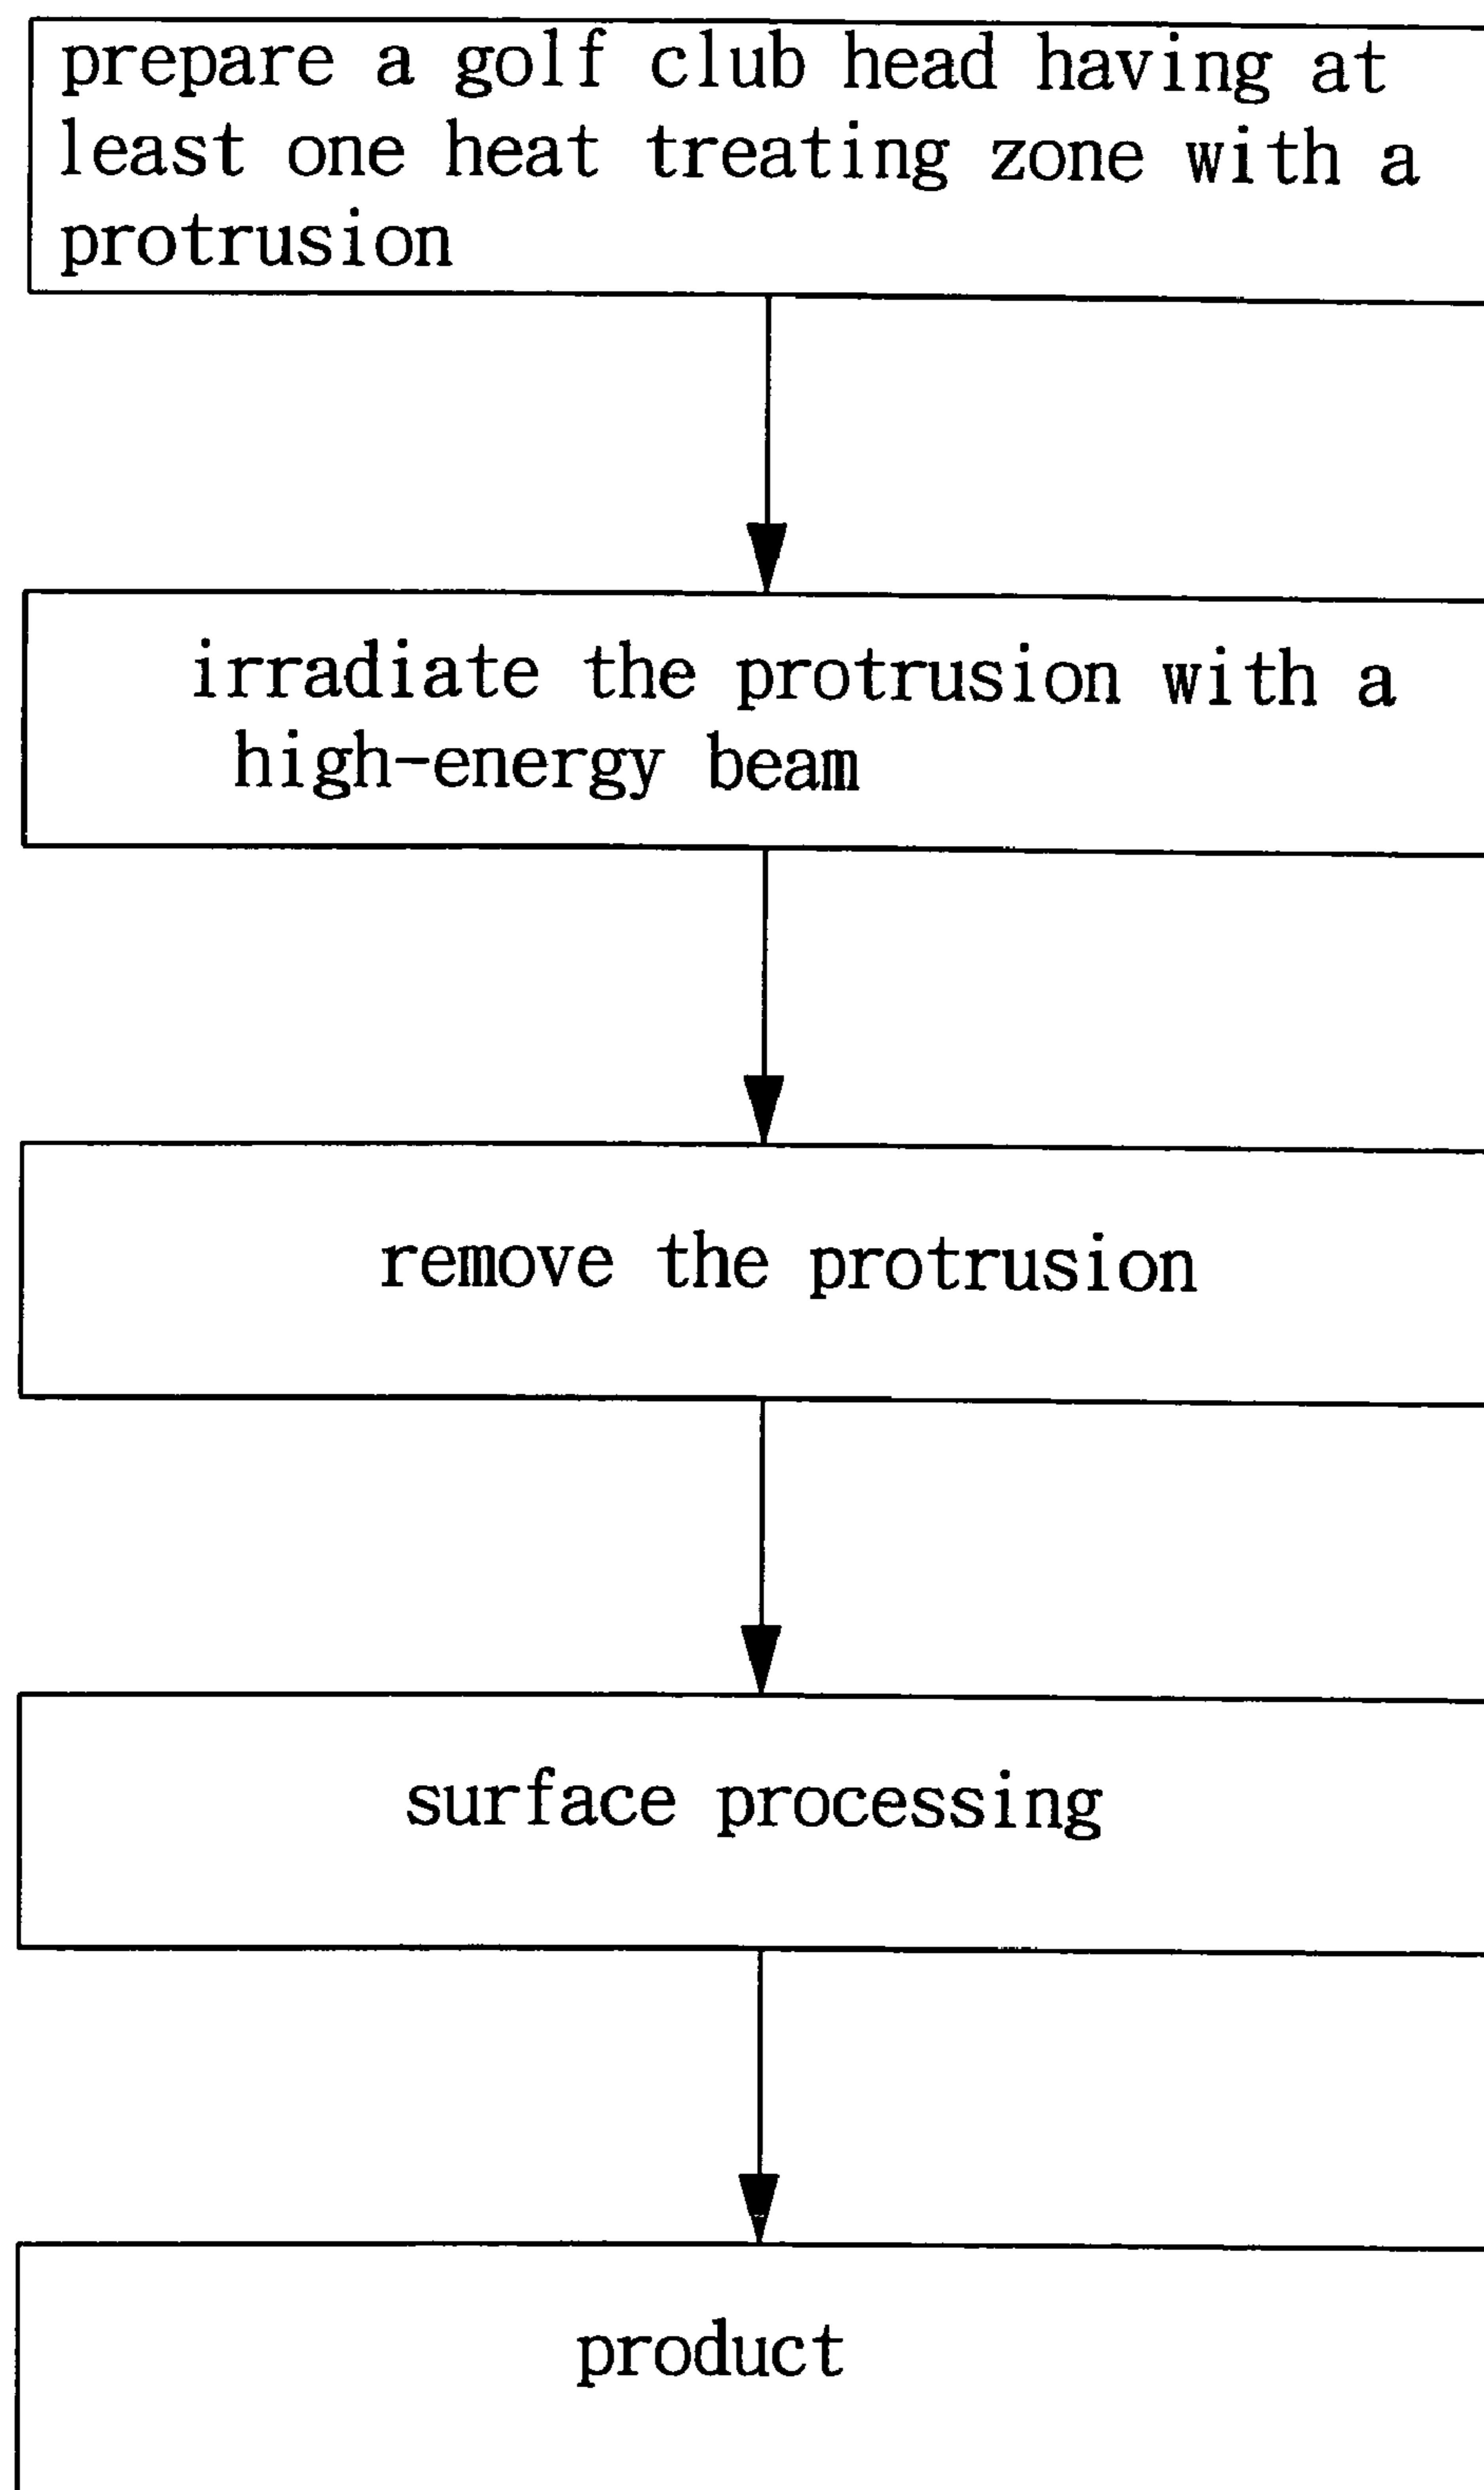 prepare a golf club head having at
least one heat treating zone with a
protrusion
irradiate the protrusion with a
high-energy beam
remove the protrusion
surface processing
product